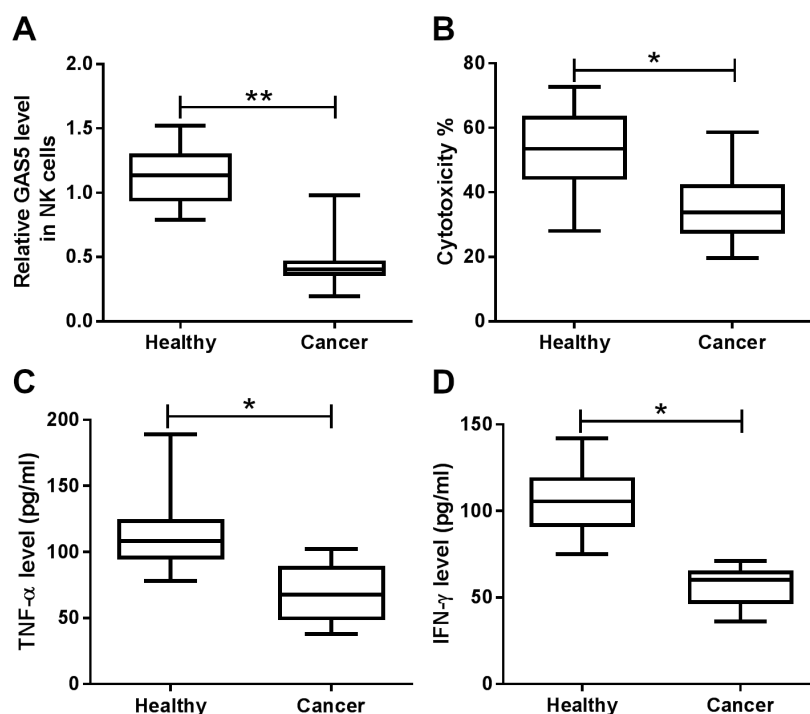 A
Relative GAS5 level
in NK cells
2.0
1.5
1.0
0.5
0.0
**
Healthy
Cancer
B
Cytotoxicity %
80
60
40
20
0
*
Healthy
Cancer
C
TNF-α level (pg/ml)
200
150
100
50
0
*
Healthy
Cancer
D
IFN-γ level (pg/ml)
150
100
50
0
*
Healthy
Cancer